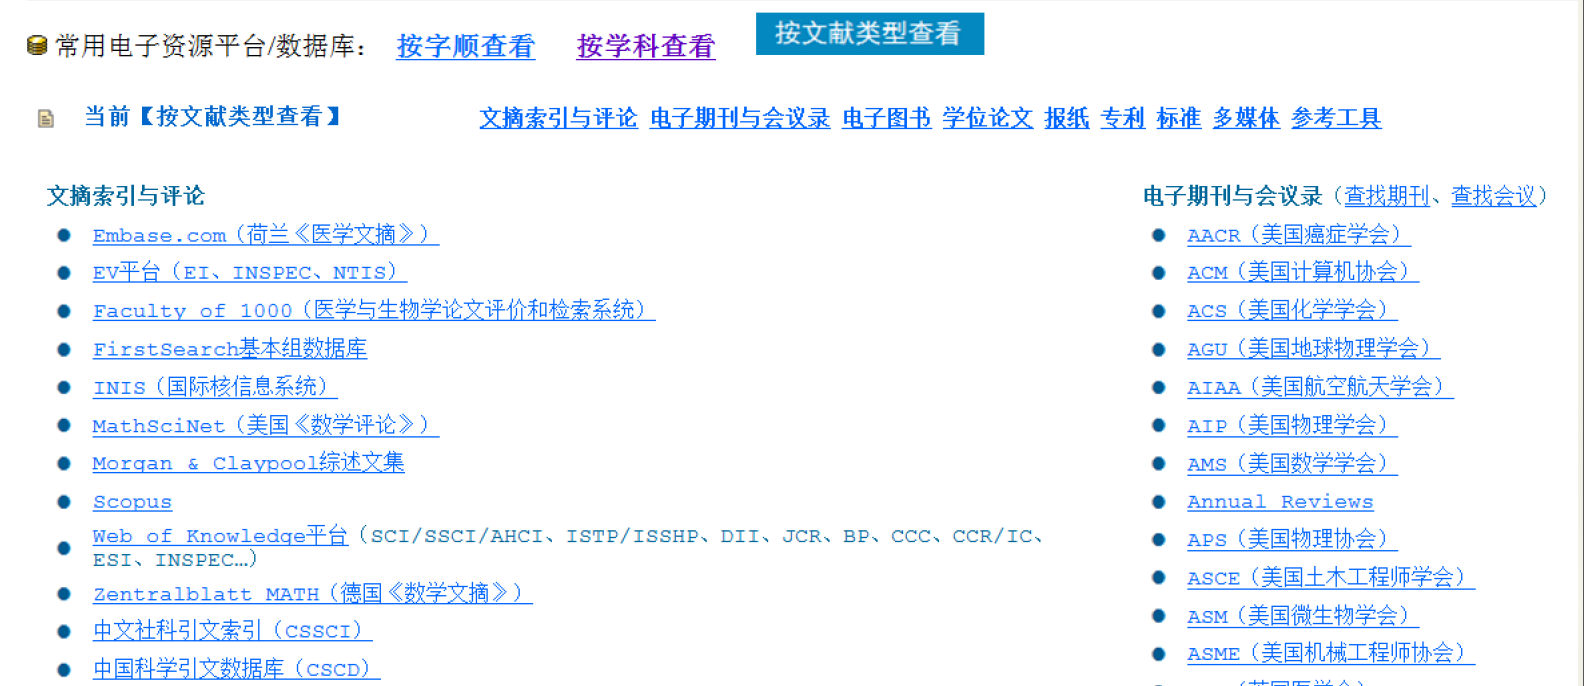 常用电子资源平台/数据库： 按字顺查看 按学科查看 按文献类型查看
当前【按文献类型查看】 文摘索引与评论 电子期刊与会议录 电子图书 学位论文 报纸 专利 标准 多媒体 参考工具
文摘索引与评论
Embase.com（荷兰《医学文摘》）
EV平台（EI、INSPEC、NTIS）
Faculty of 1000（医学与生物学论文评价和检索系统）
FirstSearch基本组数据库
INIS（国际核信息系统）
MathSciNet（美国《数学评论》）
Morgan & Claypool综述文集
Scopus
Web of Knowledge平台（SCI/SSCI/AHCI、ISTP/ISSHP、DII、JCR、BP、CCC、CCR/IC、
ESI、INSPEC…）
Zentralblatt MATH（德国《数学文摘》）
中文社科引文索引（CSSCI）
中国科学引文数据库（CSCD）
电子期刊与会议录（查找期刊、查找会议）
AACR（美国癌症学会）
ACM（美国计算机协会）
ACS（美国化学学会）
AGU（美国地球物理学会）
AIAA（美国航空航天学会）
AIP（美国物理学会）
AMS（美国数学学会）
Annual Reviews
APS（美国物理协会）
ASCE（美国土木工程师学会）
ASM（美国微生物学会）
ASME（美国机械工程师协会）